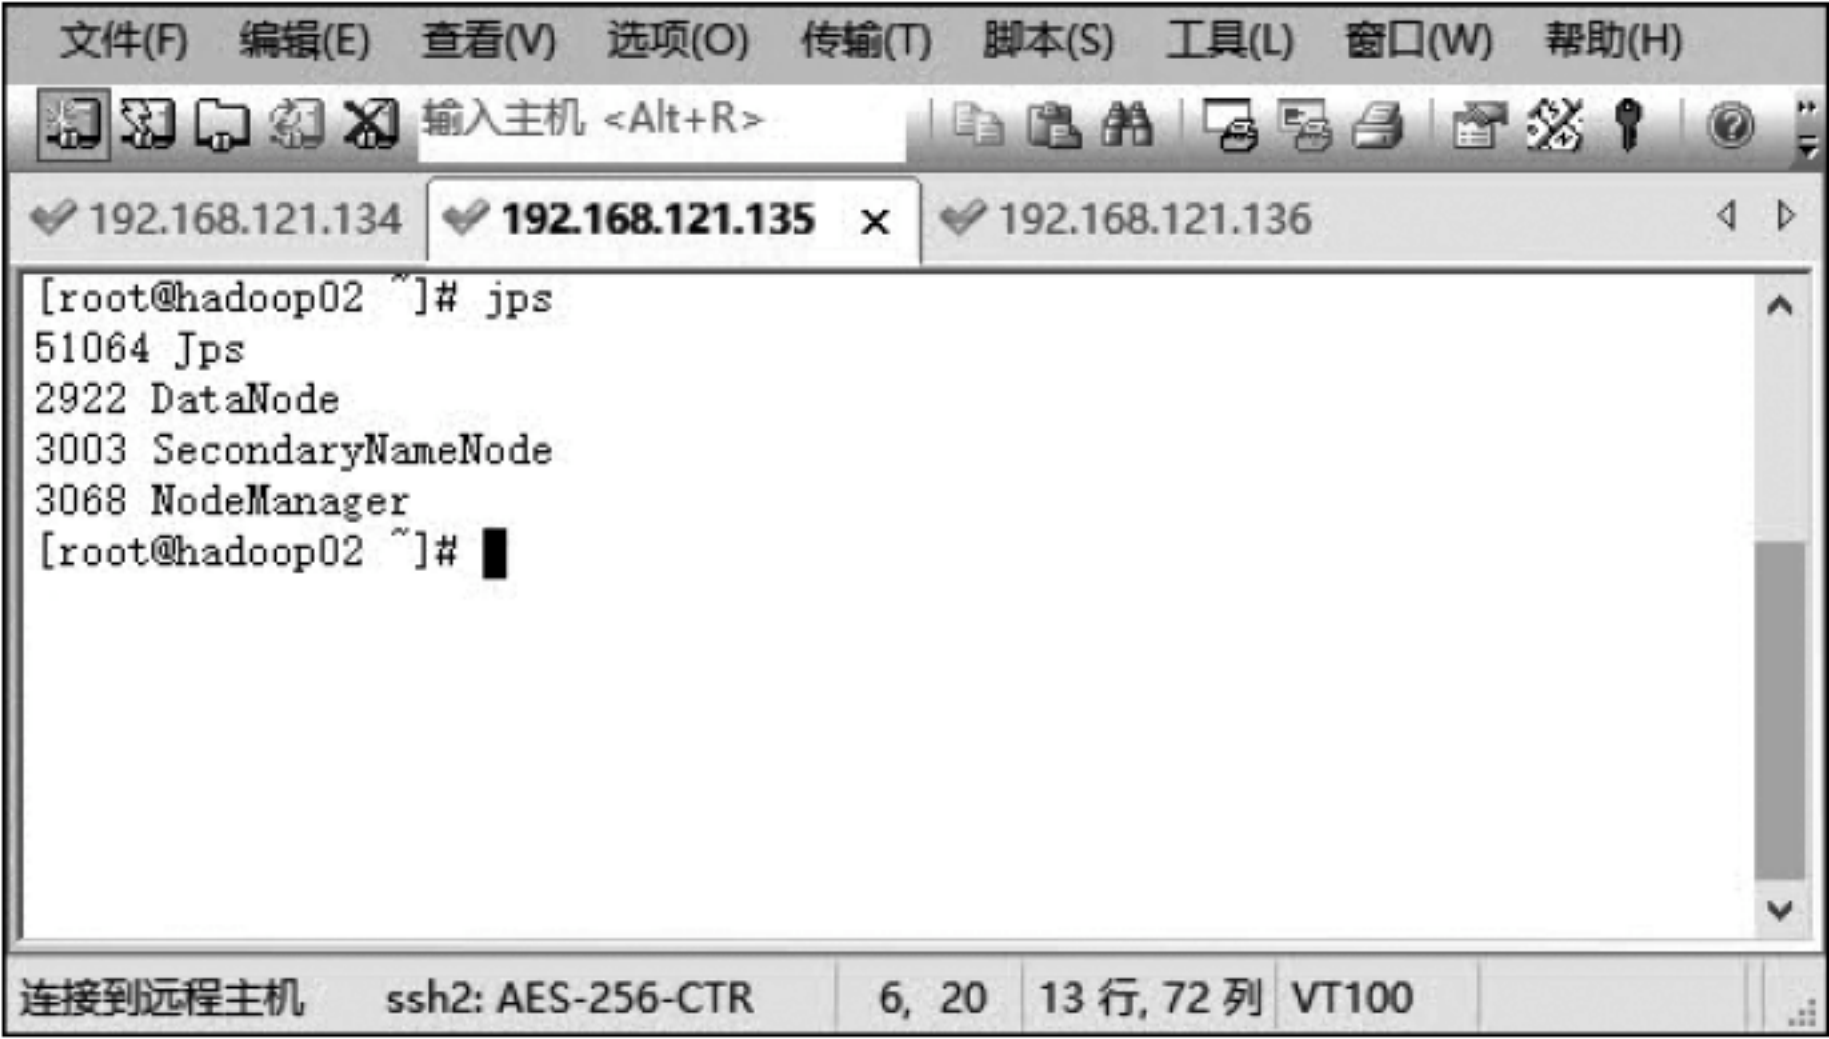 文件(F) 编辑(E) 查看(V) 选项(O) 传输(T) 脚本(S) 工具(L) 窗口(W) 帮助(H)
输入主机 <Alt+R>
192.168.121.134 192.168.121.135 × 192.168.121.136
[root@hadoop02 ~]# jps
51064 Jps
2922 DataNode
3003 SecondaryNameNode
3068 NodeManager
[root@hadoop02 ~]#
连接到远程主机 ssh2: AES-256-CTR 6, 20 13 行, 72 列 VT100